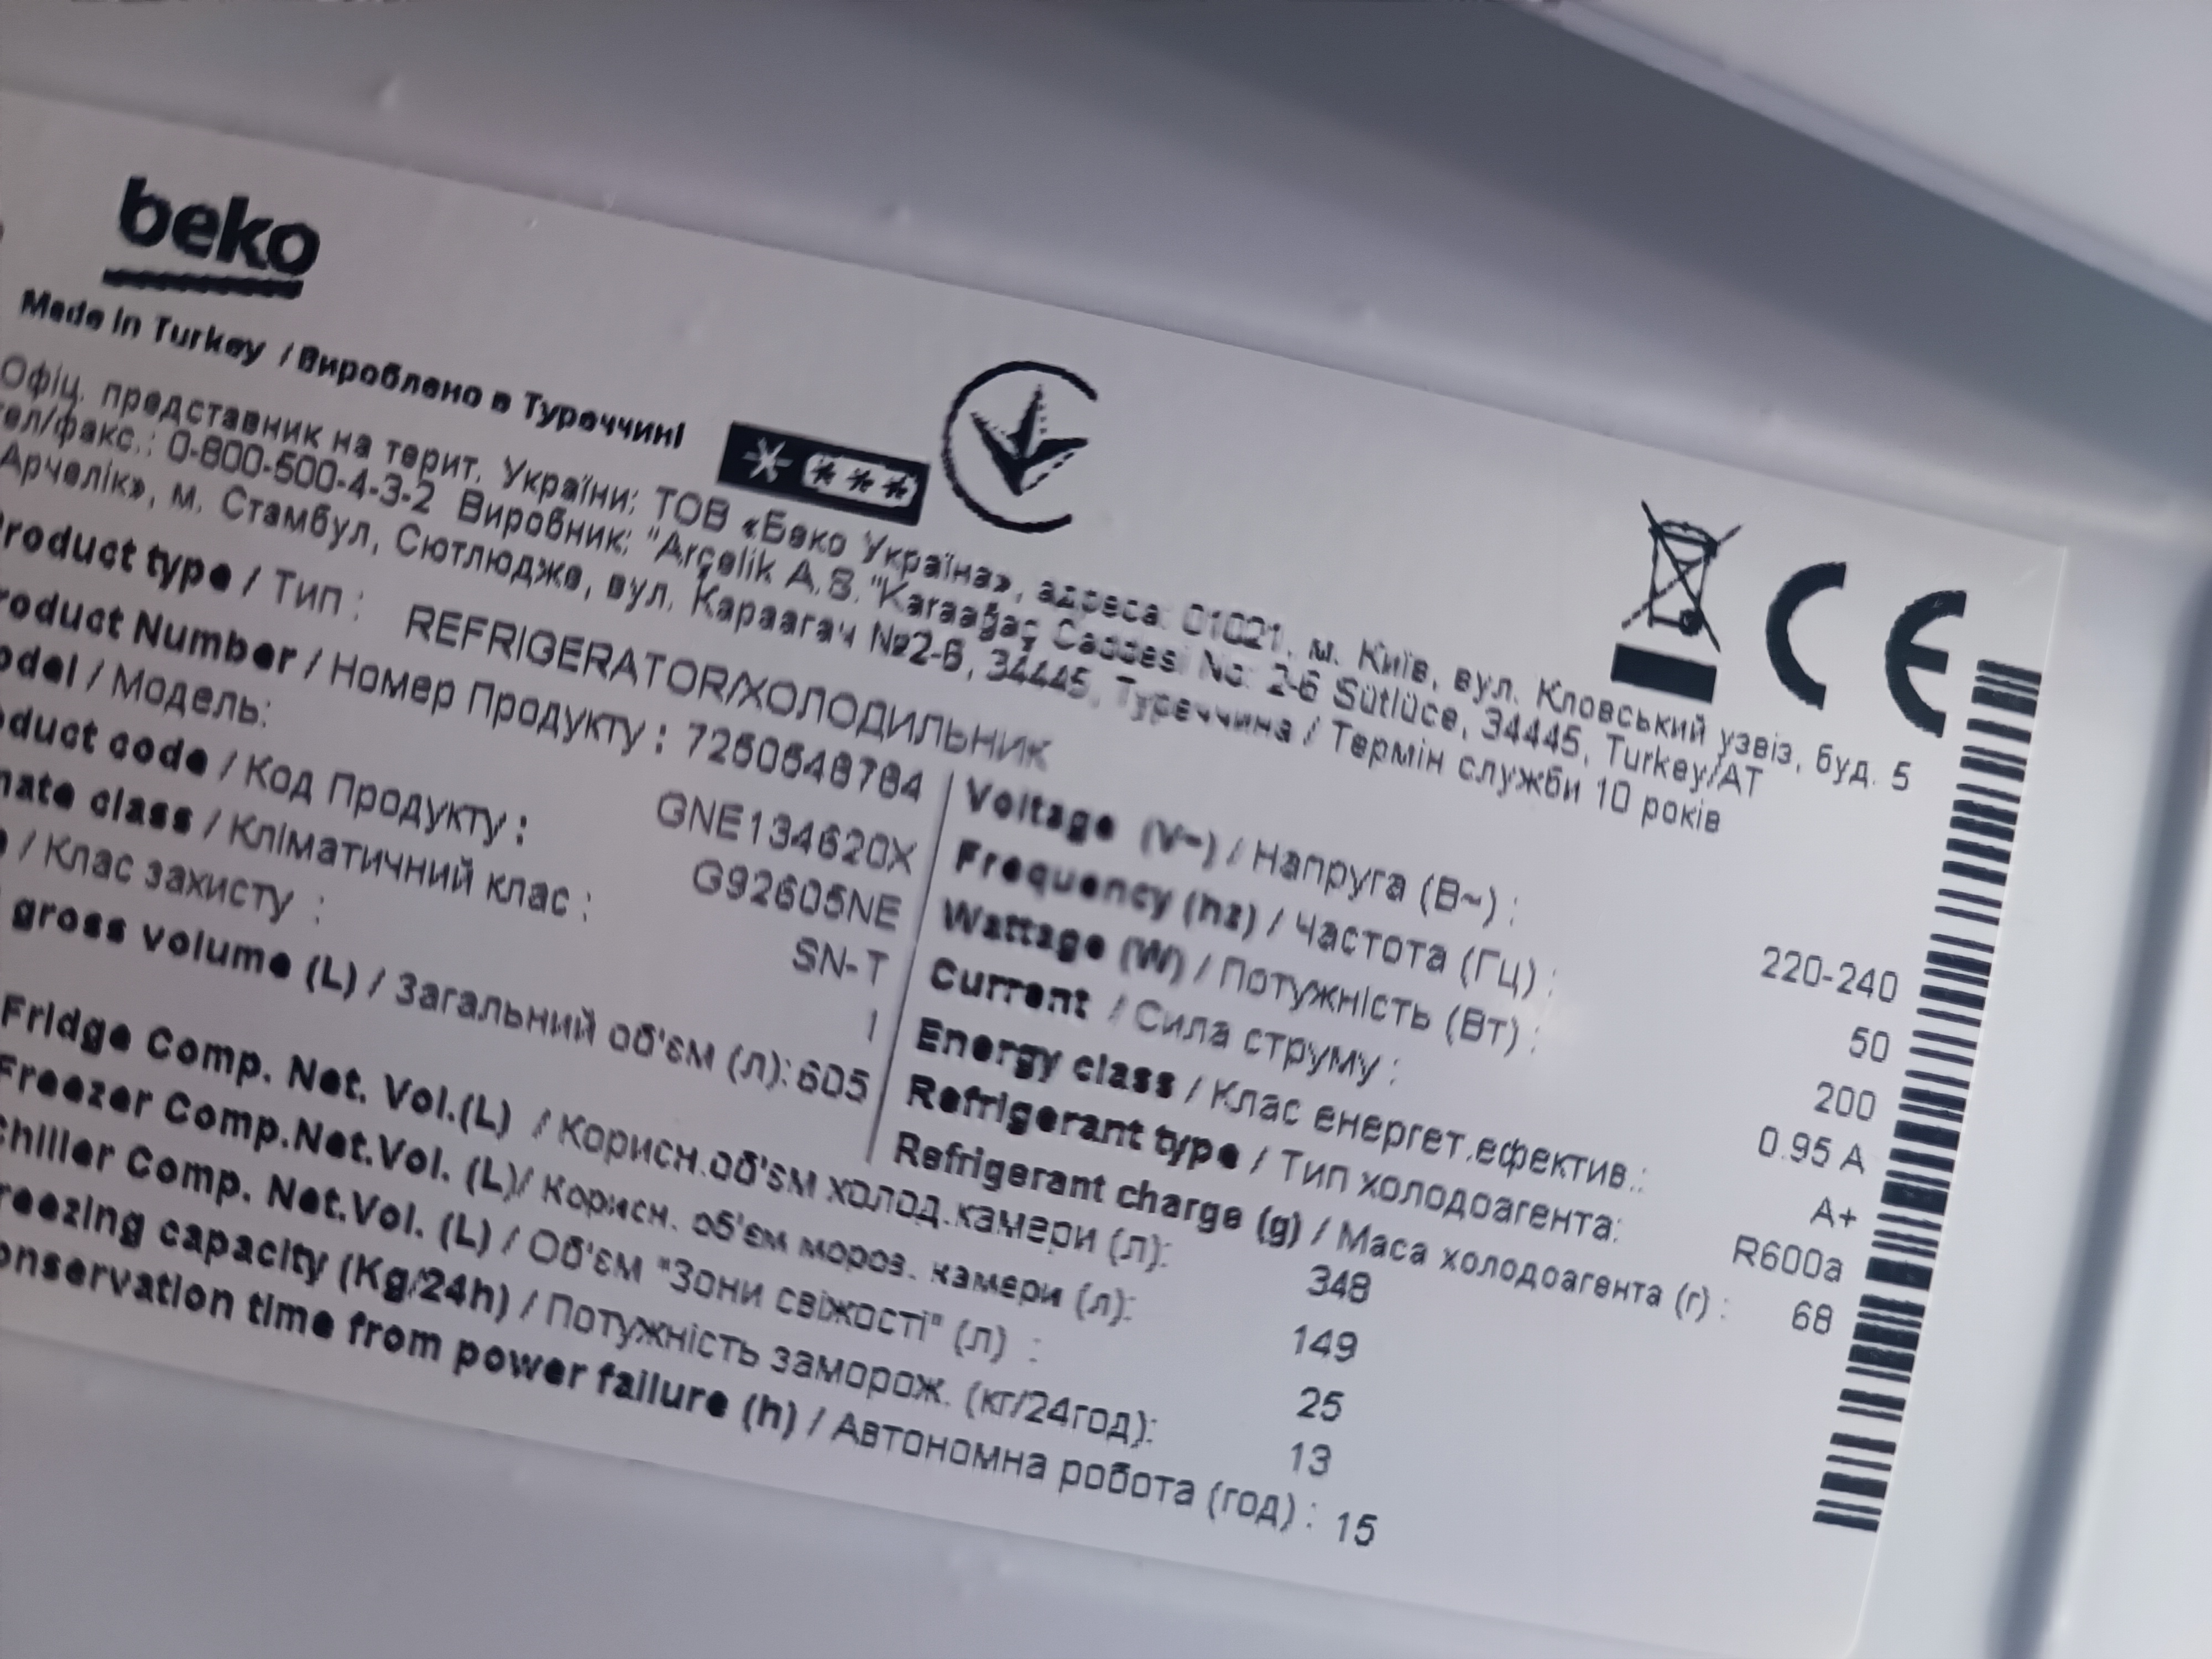 beko
Made in Turkey / Вироблено в Туреччині
Офіц. представник на терит. України: ТОВ «Беко Україна», адреса: 01021, м. Київ, вул. Кловський узвіз, буд. 5
тел/факс.: 0-800-500-4-3-2 Виробник: "Arçelik A.S."Karaağaç Caddesi No: 2-6 Sütlüce, 34445, Turkey/AT
Арчелік», м. Стамбул, Сютлюдже, вул. Караагач №2-6, 34445, Туреччина / Термін служби 10 років
Product type / Тип : REFRIGERATOR/ХОЛОДИЛЬНИК
Product Number / Номер Продукту :
odel / Модель: GNE134620X
oduct code / Код Продукту : G92605NE
mate class / Кліматичний клас : SN-T
/ Клас захисту : I
gross volume (L) / Загальний об'єм (л): 605
Voltage (V~) / Напруга (В~) : 220-240
Frequency (hz) / Частота (Гц) : 50
Wattage (W) / Потужність (Вт) : 200
Current / Сила струму : 0.95 A
Energy class / Клас енергет.ефектив.: A+
Refrigerant type / Тип холодоагента: R600a
Refrigerant charge (g) / Маса холодоагента (г) : 68
Fridge Comp. Net. Vol.(L) / Корисн.об'єм холод.камери (л): 348
Freezer Comp.Net.Vol. (L)/ Корисн. об'єм мороз. камери (л): 149
Chiller Comp. Net.Vol. (L) / Об'єм "Зони свіжості" (л) : 25
reezing capacity (Kg/24h) / Потужність заморож. (кг/24год): 13
onservation time from power failure (h) / Автономна робота (год) : 15